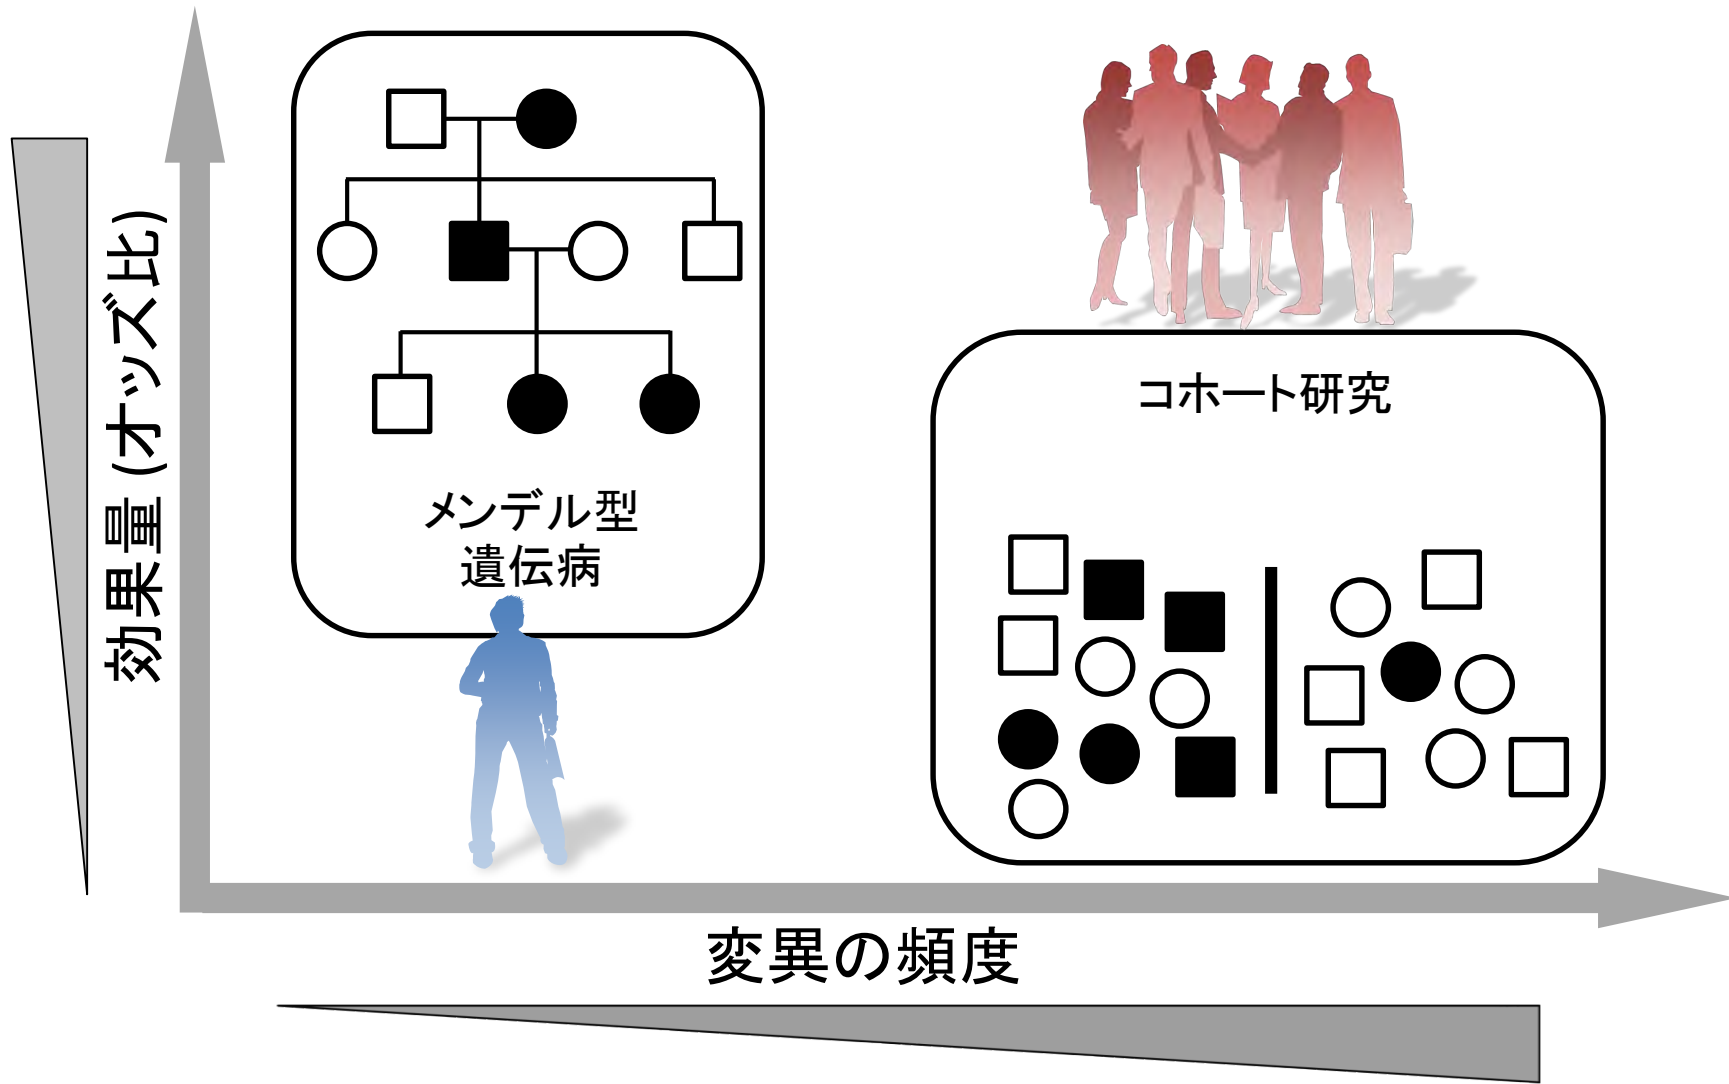 効果量 (オッズ比)
メンデル型
遺伝病
コホート研究
変異の頻度